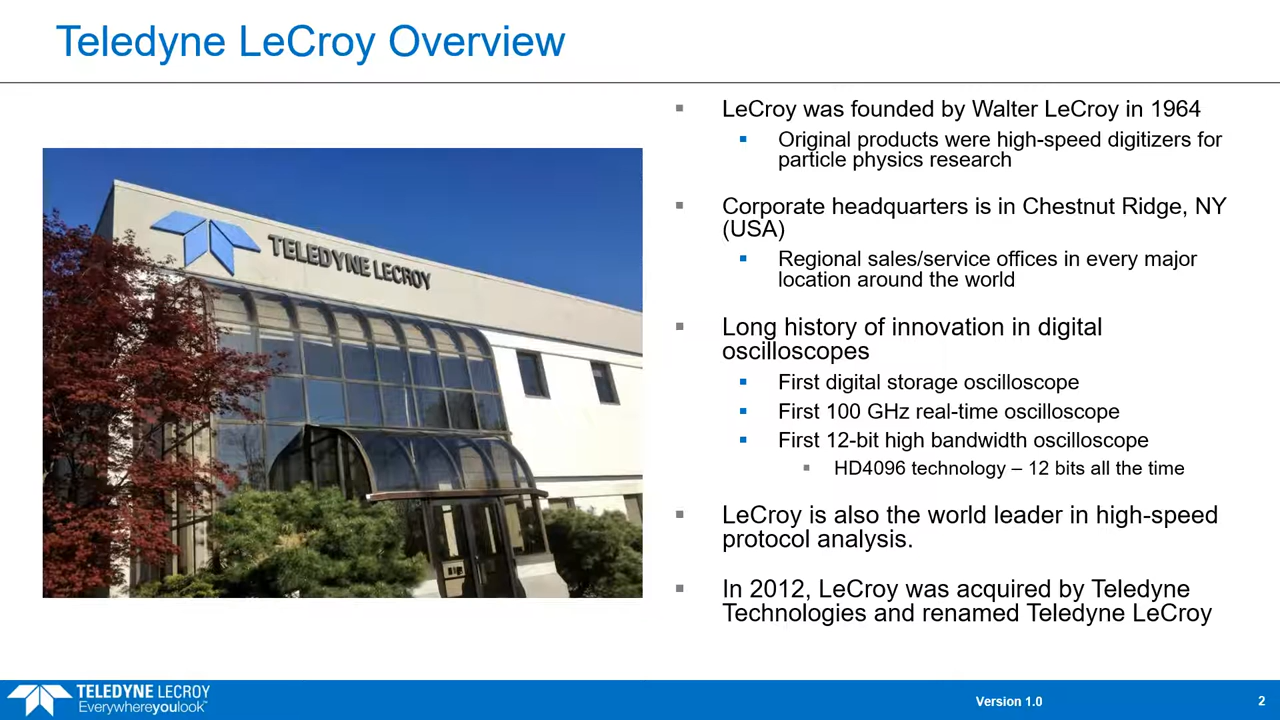 Teledyne LeCroy Overview
TELEDYNE LECROY
▪ LeCroy was founded by Walter LeCroy in 1964
▪ Original products were high-speed digitizers for
particle physics research
▪ Corporate headquarters is in Chestnut Ridge, NY
(USA)
▪ Regional sales/service offices in every major
location around the world
▪ Long history of innovation in digital
oscilloscopes
▪ First digital storage oscilloscope
▪ First 100 GHz real-time oscilloscope
▪ First 12-bit high bandwidth oscilloscope
▪ HD4096 technology – 12 bits all the time
▪ LeCroy is also the world leader in high-speed
protocol analysis.
▪ In 2012, LeCroy was acquired by Teledyne
Technologies and renamed Teledyne LeCroy
TELEDYNE LECROY
Everywhereyoulook™
Version 1.0
2